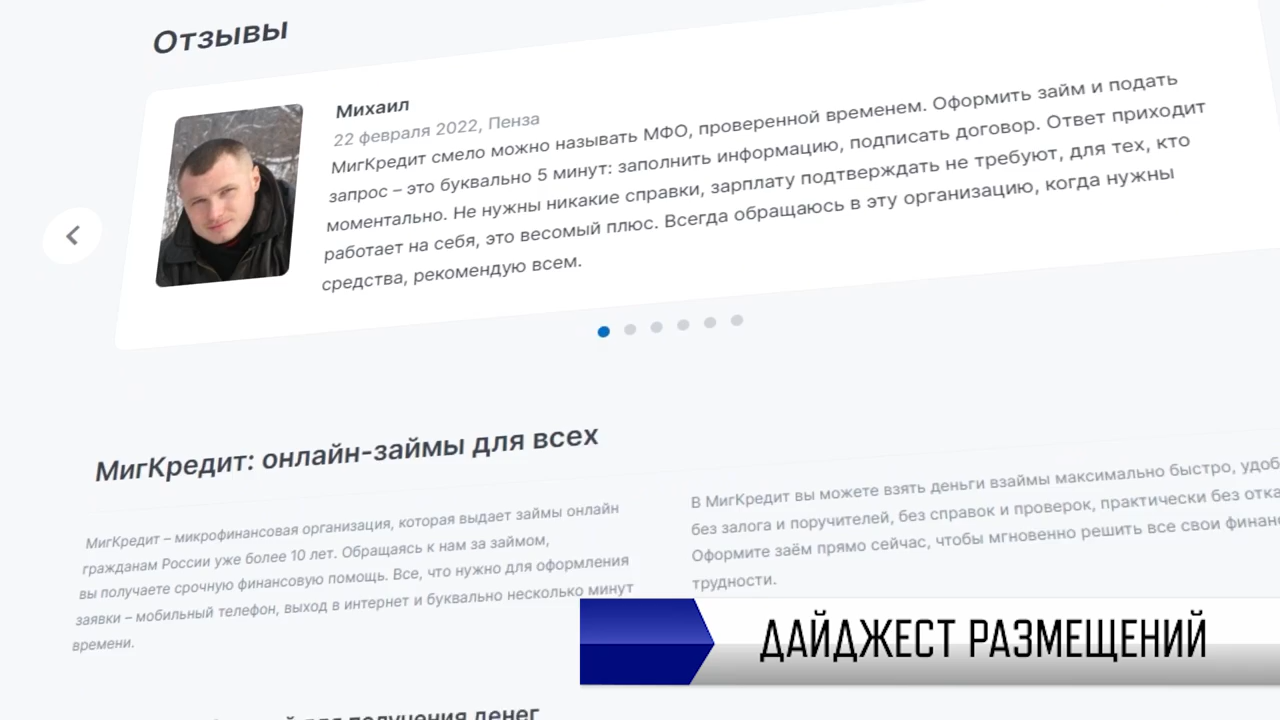 Отзывы
Михаил
22 февраля 2022, Пенза
МигКредит смело можно называть МФО, проверенной временем. Оформить займ и подать
запрос – это буквально 5 минут: заполнить информацию, подписать договор. Ответ приходит
моментально. Не нужны никакие справки, зарплату подтверждать не требуют, для тех, кто
работает на себя, это весомый плюс. Всегда обращаюсь в эту организацию, когда нужны
средства, рекомендую всем.
МигКредит: онлайн-займы для всех
МигКредит – микрофинансовая организация, которая выдает займы онлайн
гражданам России уже более 10 лет. Обращаясь к нам за займом,
вы получаете срочную финансовую помощь. Все, что нужно для оформления
заявки – мобильный телефон, выход в интернет и буквально несколько минут
времени.
В МигКредит вы можете взять деньги взаймы максимально быстро, удоб
без залога и поручителей, без справок и проверок, практически без отка
Оформите заём прямо сейчас, чтобы мгновенно решить все свои финан
трудности.
для получения денег
ДАЙДЖЕСТ РАЗМЕЩЕНИЙ